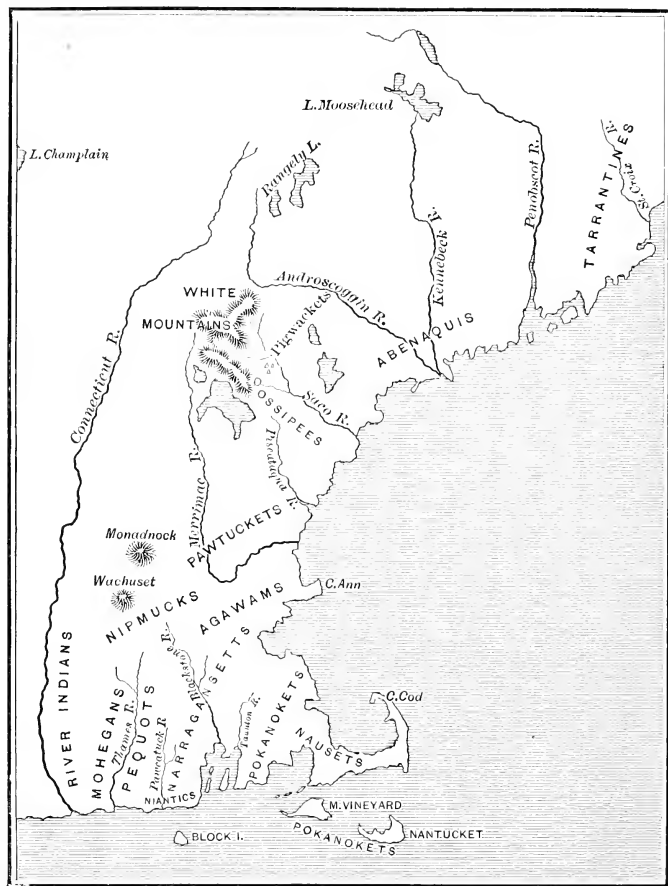 L. Moosehead
L. Champlain
Rangely L.
Penobscot R.
St. Croix R.
TARRANTINES
Kennebeck R.
Androscoggin R.
WHITE
MOUNTAINS
Pigwackets
ABENAQUIS
Connecticut R.
OSSIPEES
Saco R.
Merrimac R.
Monadnock
PAWTUCKETS
Wachuset
C. Ann
NIPMUCKS
AGAWAMS
RIVER INDIANS
MOHEGANS
Thames R.
PEQUOTS
Pawcatuck R
NARRAGANSETTS
Blackstone R.
Taunton R.
POKANOKETS
C. Cod
NAUSETS
NIANTICS
M. VINEYARD
POKANOKETS
NANTUCKET
BLOCK I.